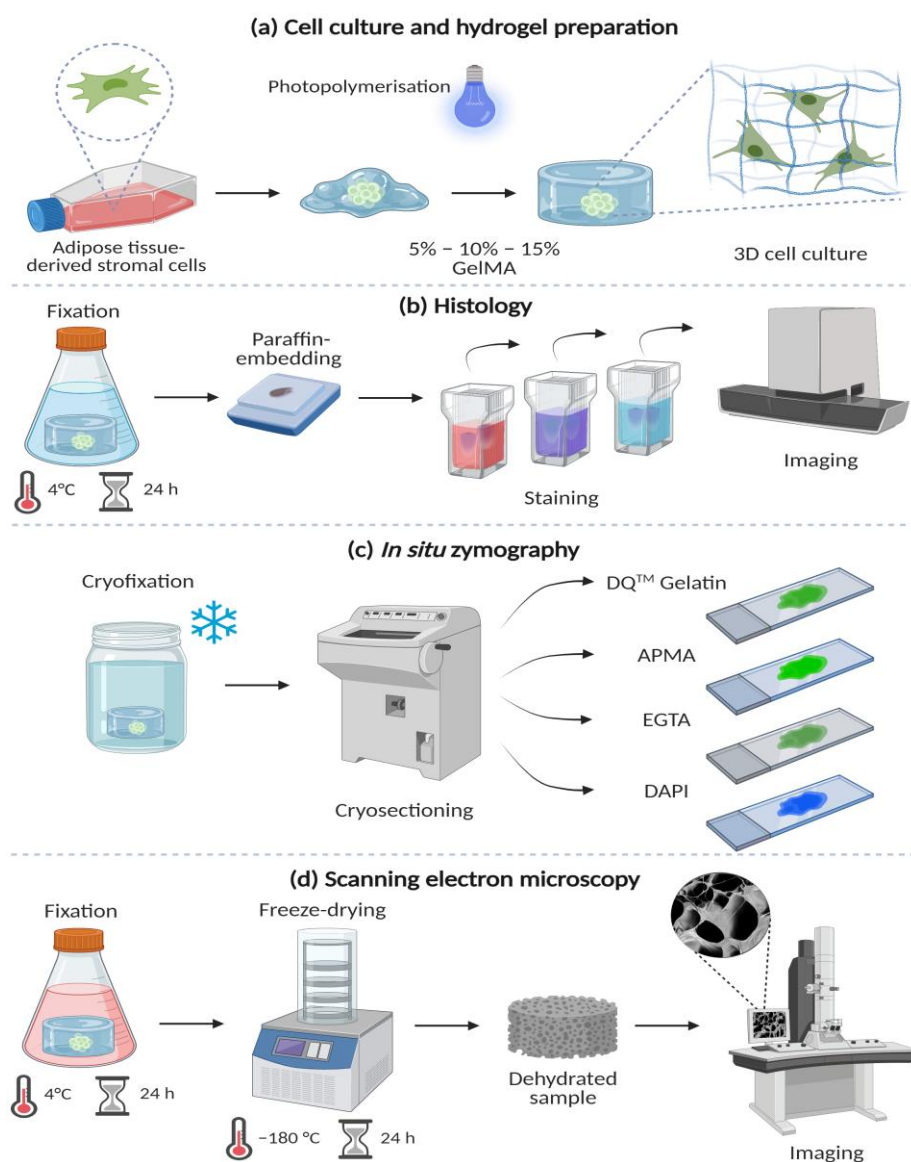 (a) Cell culture and hydrogel preparation
Photopolymerisation
Adipose tissue-
derived stromal cells
5% – 10% – 15%
GelMA
3D cell culture
(b) Histology
Fixation
Paraffin-
embedding
4°C
24 h
Staining
Imaging
(c) In situ zymography
Cryofixation
Cryosectioning
DQ™ Gelatin
APMA
EGTA
DAPI
(d) Scanning electron microscopy
Fixation
Freeze-drying
4°C
24 h
−180 °C
24 h
Dehydrated
sample
Imaging